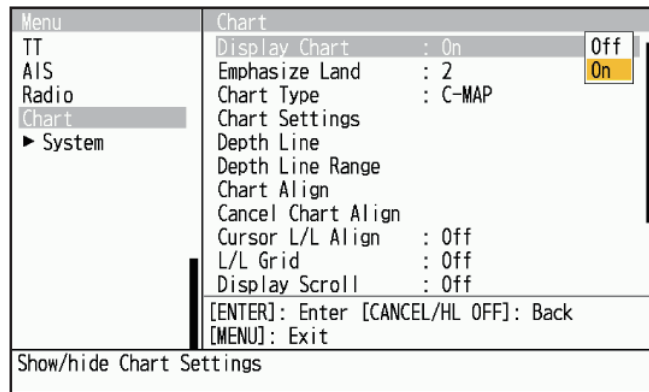 Menu
TT
AIS
Radio
Chart
► System
Chart
Display Chart : On
Emphasize Land : 2
Chart Type : C-MAP
Chart Settings
Depth Line
Depth Line Range
Chart Align
Cancel Chart Align
Cursor L/L Align : Off
L/L Grid : Off
Display Scroll : Off
Off
On
[ENTER]: Enter [CANCEL/HL OFF]: Back
[MENU]: Exit
Show/hide Chart Settings